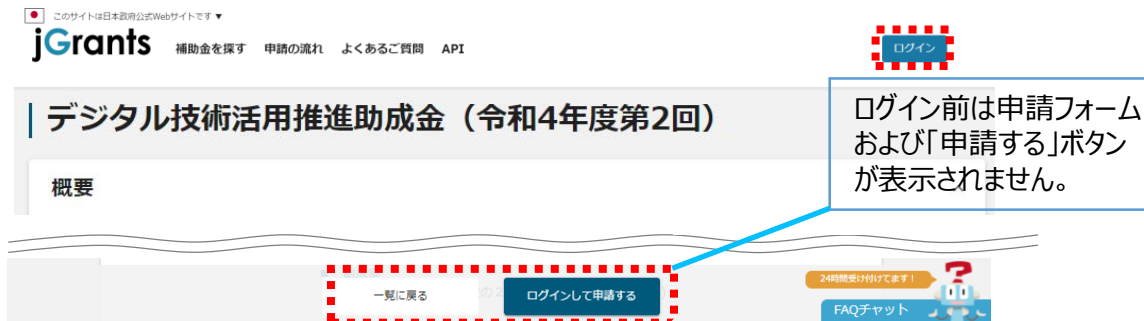 このサイトは日本政府公式Webサイトです ▼
jGrants 補助金を探す 申請の流れ よくあるご質問 API ログイン
デジタル技術活用推進助成金（令和4年度第2回）
ログイン前は申請フォーム
および「申請する」ボタン
が表示されません。
概要
一覧に戻る ログインして申請する
24時間受け付けてます！
FAQチャット